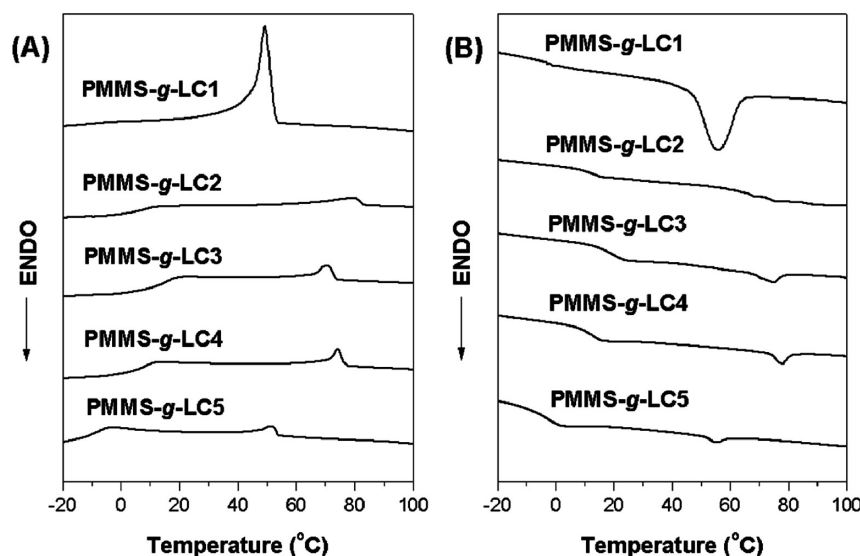 (A)
PMMS-g-LC1
PMMS-g-LC2
PMMS-g-LC3
PMMS-g-LC4
PMMS-g-LC5
ENDO
-20 0 20 40 60 80 100
Temperature (°C)
(B)
PMMS-g-LC1
PMMS-g-LC2
PMMS-g-LC3
PMMS-g-LC4
PMMS-g-LC5
ENDO
-20 0 20 40 60 80 100
Temperature (°C)